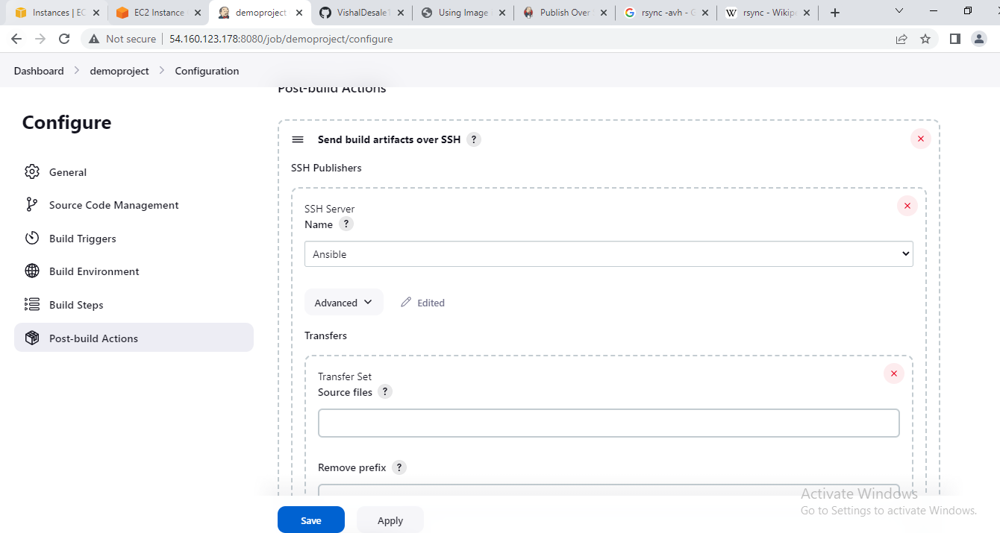 Instances | EC
EC2 Instance
demoproject
VishalDesale1
Using Image
Publish Over
rsync -avh - G
rsync - Wikip
Not secure
54.160.123.178:8080/job/demoproject/configure
Dashboard
demoproject
Configuration
Post-build Actions
Configure
General
Source Code Management
Build Triggers
Build Environment
Build Steps
Post-build Actions
Send build artifacts over SSH ?
SSH Publishers
SSH Server
Name ?
Ansible
Advanced
Edited
Transfers
Transfer Set
Source files ?
Remove prefix ?
Save
Apply
Activate Windows
Go to Settings to activate Windows.